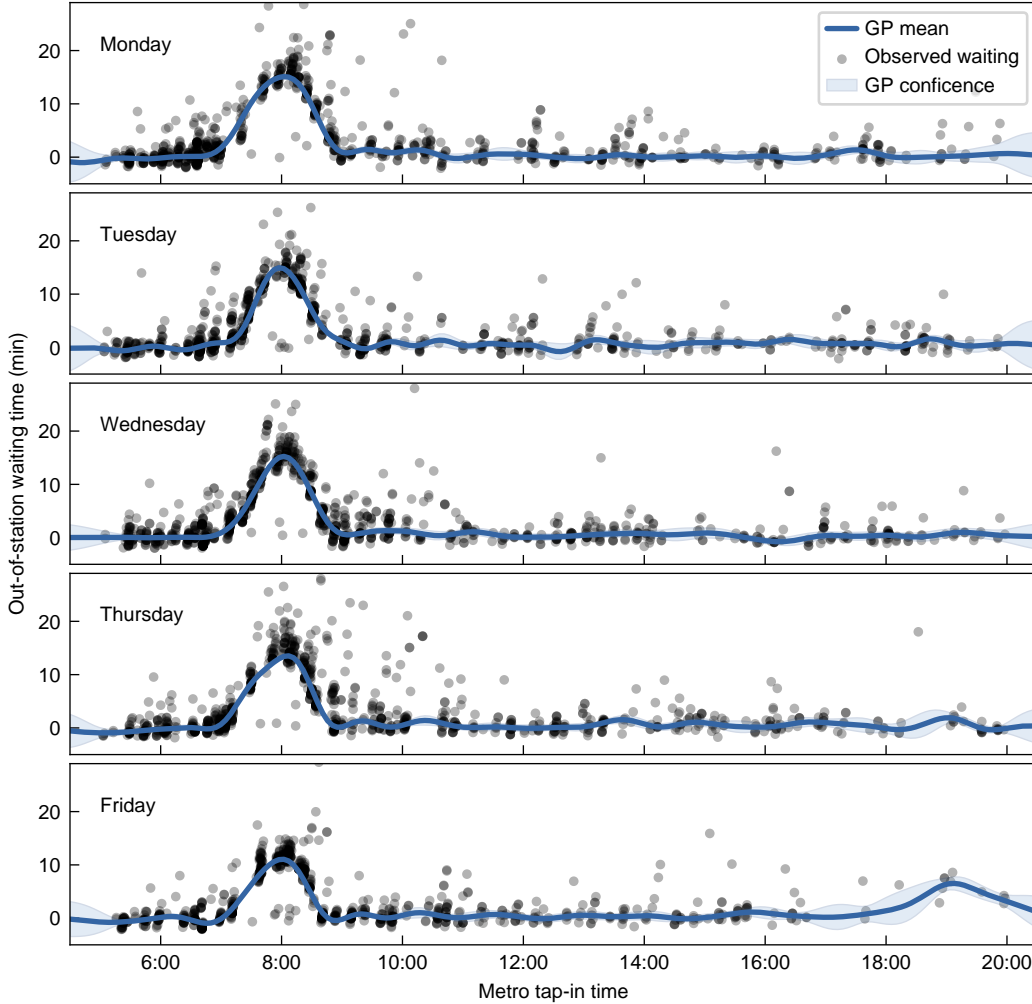 Monday
GP mean
Observed waiting
GP conficence
20
10
0
Tuesday
20
10
0
Wednesday
20
10
0
Thursday
20
10
0
Friday
20
10
0
Out-of-station waiting time (min)
6:00 8:00 10:00 12:00 14:00 16:00 18:00 20:00
Metro tap-in time